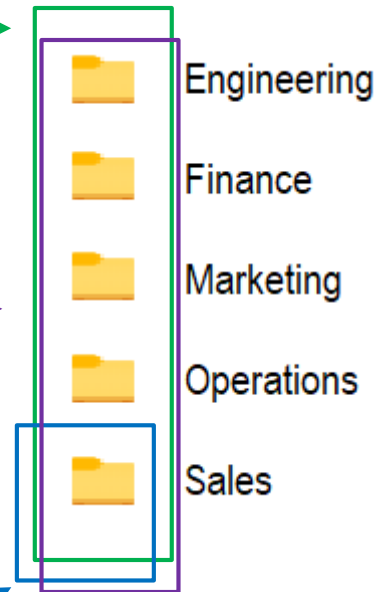 Engineering
Finance
Marketing
Operations
Sales